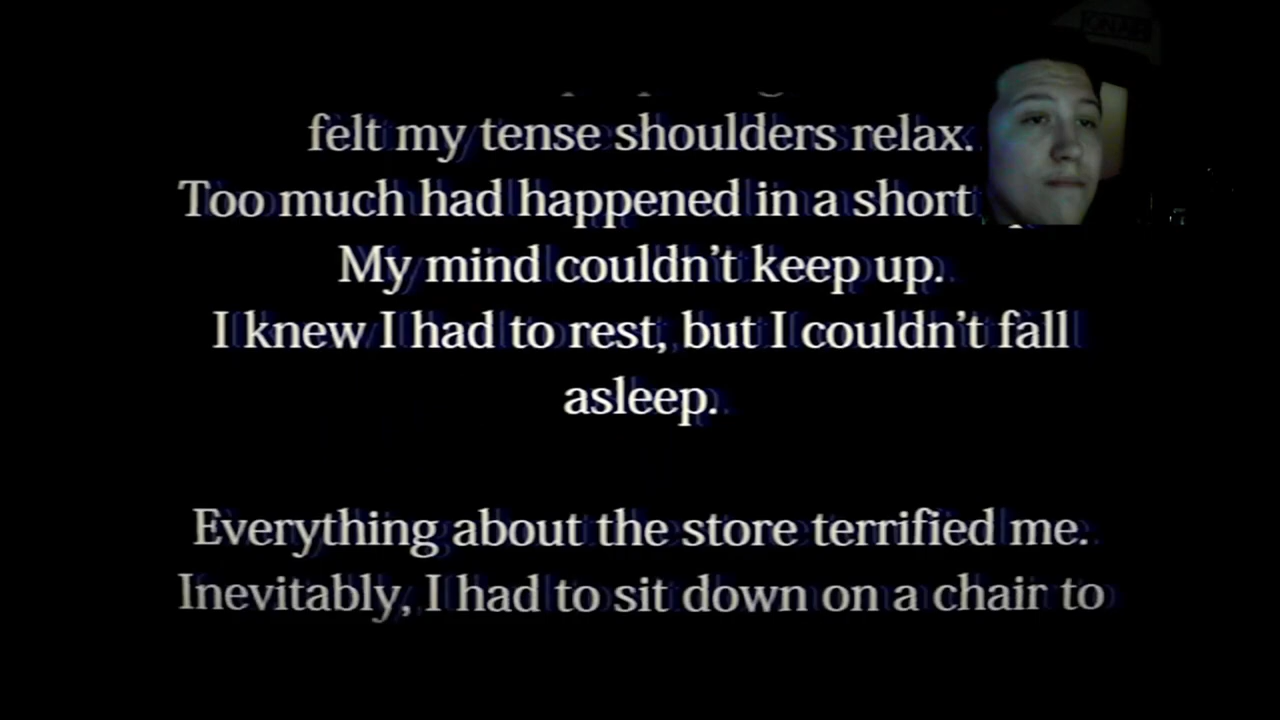 felt my tense shoulders relax.
Too much had happened in a short
My mind couldn't keep up.
I knew I had to rest, but I couldn't fall
asleep.
Everything about the store terrified me.
Inevitably, I had to sit down on a chair to
ON AIR